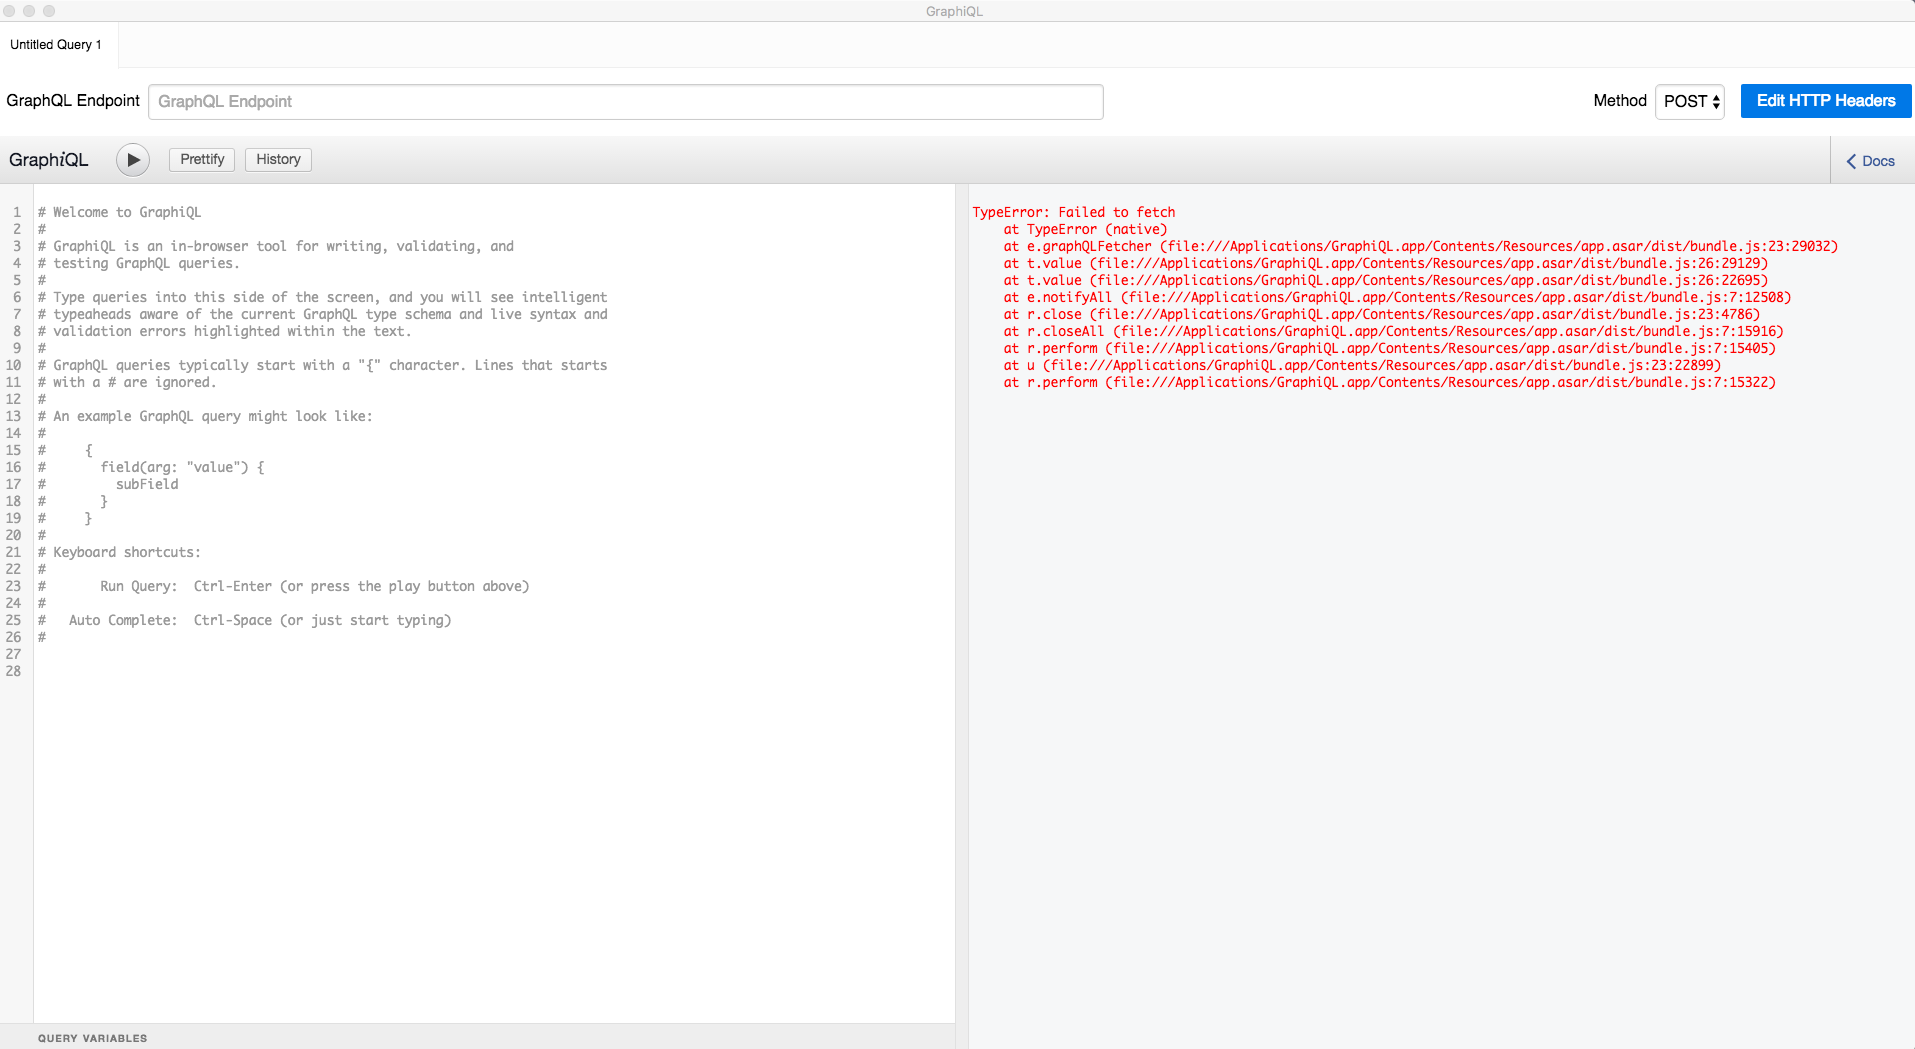 GraphiQL
Untitled Query 1
GraphQL Endpoint
GraphQL Endpoint
Method
POST
Edit HTTP Headers
GraphiQL
Prettify
History
Docs
1 # Welcome to GraphiQL
2 #
3 # GraphiQL is an in-browser tool for writing, validating, and
4 # testing GraphQL queries.
5 #
6 # Type queries into this side of the screen, and you will see intelligent
7 # typeaheads aware of the current GraphQL type schema and live syntax and
8 # validation errors highlighted within the text.
9 #
10 # GraphQL queries typically start with a "{" character. Lines that starts
11 # with a # are ignored.
12 #
13 # An example GraphQL query might look like:
14 #
15 #     {
16 #       field(arg: "value") {
17 #         subField
18 #       }
19 #     }
20 #
21 # Keyboard shortcuts:
22 #
23 #       Run Query:  Ctrl-Enter (or press the play button above)
24 #
25 #   Auto Complete:  Ctrl-Space (or just start typing)
26 #
27
28
QUERY VARIABLES
TypeError: Failed to fetch
    at TypeError (native)
    at e.graphQLFetcher (file:///Applications/GraphiQL.app/Contents/Resources/app.asar/dist/bundle.js:23:29032)
    at t.value (file:///Applications/GraphiQL.app/Contents/Resources/app.asar/dist/bundle.js:26:29129)
    at t.value (file:///Applications/GraphiQL.app/Contents/Resources/app.asar/dist/bundle.js:26:22695)
    at e.notifyAll (file:///Applications/GraphiQL.app/Contents/Resources/app.asar/dist/bundle.js:7:12508)
    at r.close (file:///Applications/GraphiQL.app/Contents/Resources/app.asar/dist/bundle.js:23:4786)
    at r.closeAll (file:///Applications/GraphiQL.app/Contents/Resources/app.asar/dist/bundle.js:7:15916)
    at r.perform (file:///Applications/GraphiQL.app/Contents/Resources/app.asar/dist/bundle.js:7:15405)
    at u (file:///Applications/GraphiQL.app/Contents/Resources/app.asar/dist/bundle.js:23:22899)
    at r.perform (file:///Applications/GraphiQL.app/Contents/Resources/app.asar/dist/bundle.js:7:15322)